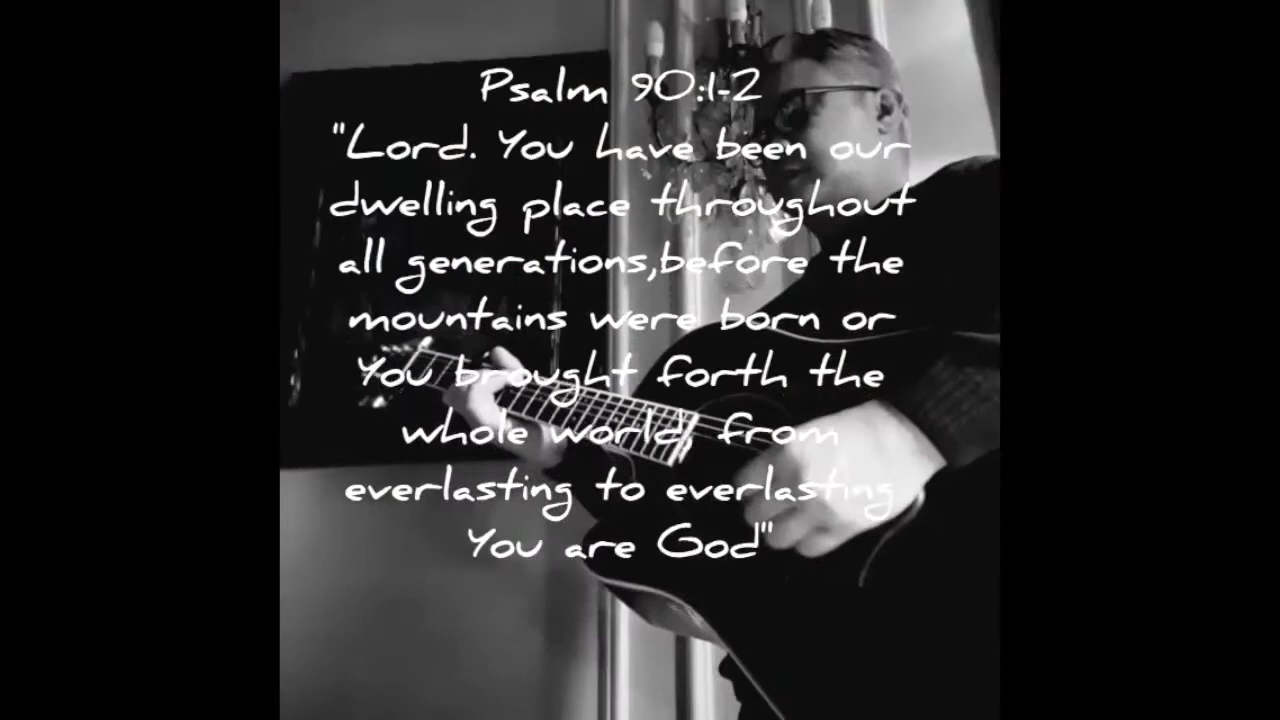 Psalm 90:1-2
"Lord. You have been our
dwelling place throughout
all generations,before the
mountains were born or
You brought forth the
whole world, from
everlasting to everlasting
You are God"